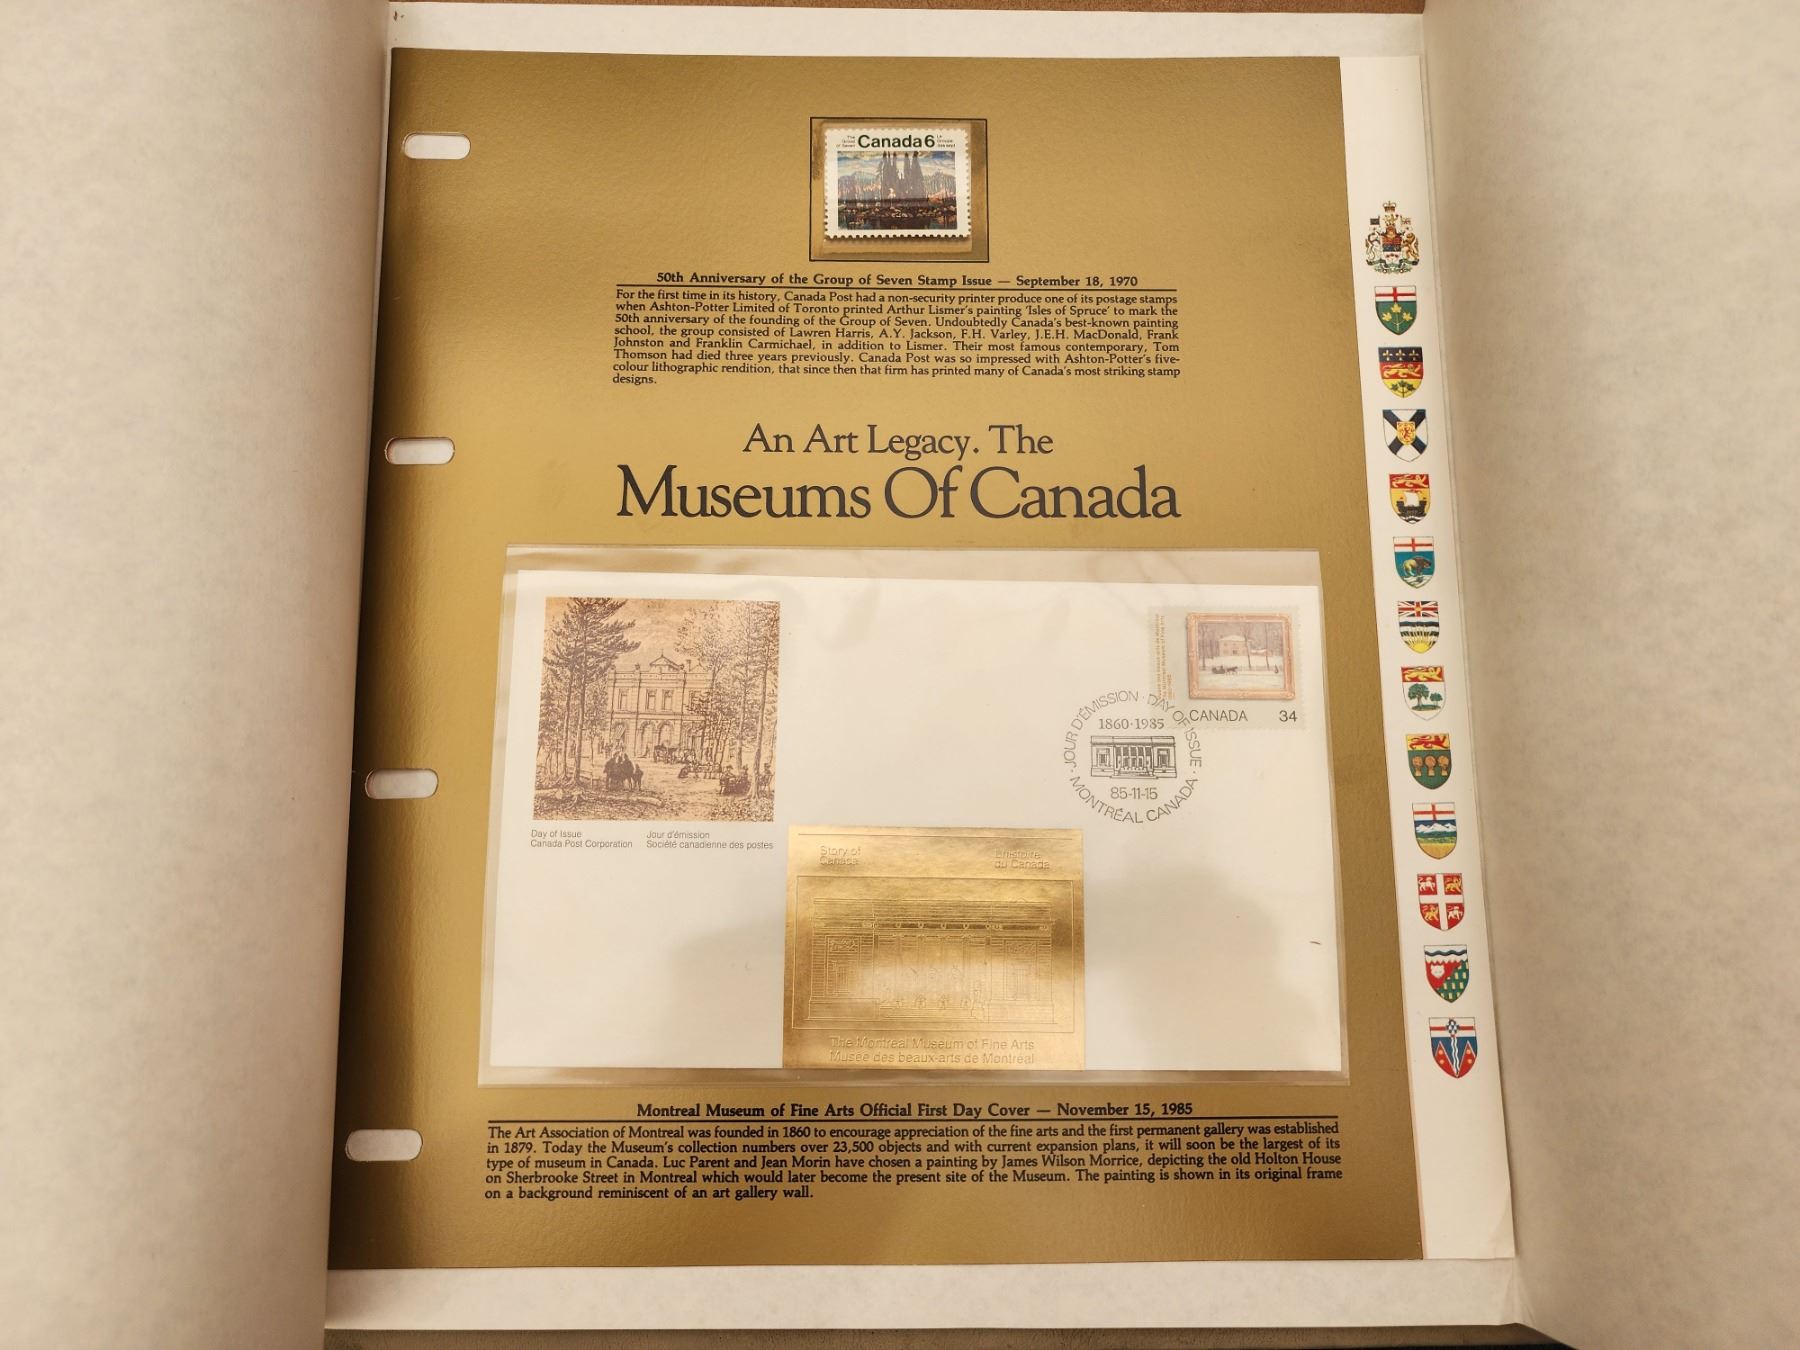 The Group of Seven
Canada 6
Le Groupe des sept
50th Anniversary of the Group of Seven Stamp Issue — September 18, 1970
For the first time in its history, Canada Post had a non-security printer produce one of its postage stamps
when Ashton-Potter Limited of Toronto printed Arthur Lismer's painting 'Isles of Spruce' to mark the
50th anniversary of the founding of the Group of Seven. Undoubtedly Canada's best-known painting
school, the group consisted of Lawren Harris, A.Y. Jackson, F.H. Varley, J.E.H. MacDonald, Frank
Johnston and Franklin Carmichael, in addition to Lismer. Their most famous contemporary, Tom
Thomson had died three years previously. Canada Post was so impressed with Ashton-Potter's five-
colour lithographic rendition, that since then that firm has printed many of Canada's most striking stamp
designs.
An Art Legacy. The
Museums Of Canada
CANADA 34
JOUR D'ÉMISSION · DAY OF ISSUE ·
1860·1985
85-11-15
MONTRÉAL CANADA
Day of Issue
Canada Post Corporation
Jour d'émission
Société canadienne des postes
Story of
Canada
L'histoire
du Canada
The Montreal Museum of Fine Arts
Musée des beaux-arts de Montréal
Montreal Museum of Fine Arts Official First Day Cover — November 15, 1985
The Art Association of Montreal was founded in 1860 to encourage appreciation of the fine arts and the first permanent gallery was established
in 1879. Today the Museum's collection numbers over 23,500 objects and with current expansion plans, it will soon be the largest of its
type of museum in Canada. Luc Parent and Jean Morin have chosen a painting by James Wilson Morrice, depicting the old Holton House
on Sherbrooke Street in Montreal which would later become the present site of the Museum. The painting is shown in its original frame
on a background reminiscent of an art gallery wall.